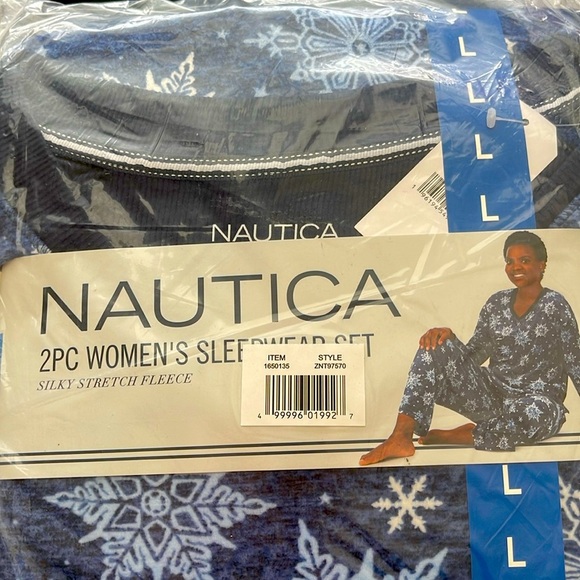 L
L
L
L
NAUTICA
NAUTICA
2PC WOMEN'S SLEEPWEAR SET
SILKY STRETCH FLEECE
ITEM STYLE
1650135 ZNT97570
4 99996 01992 7
L
L